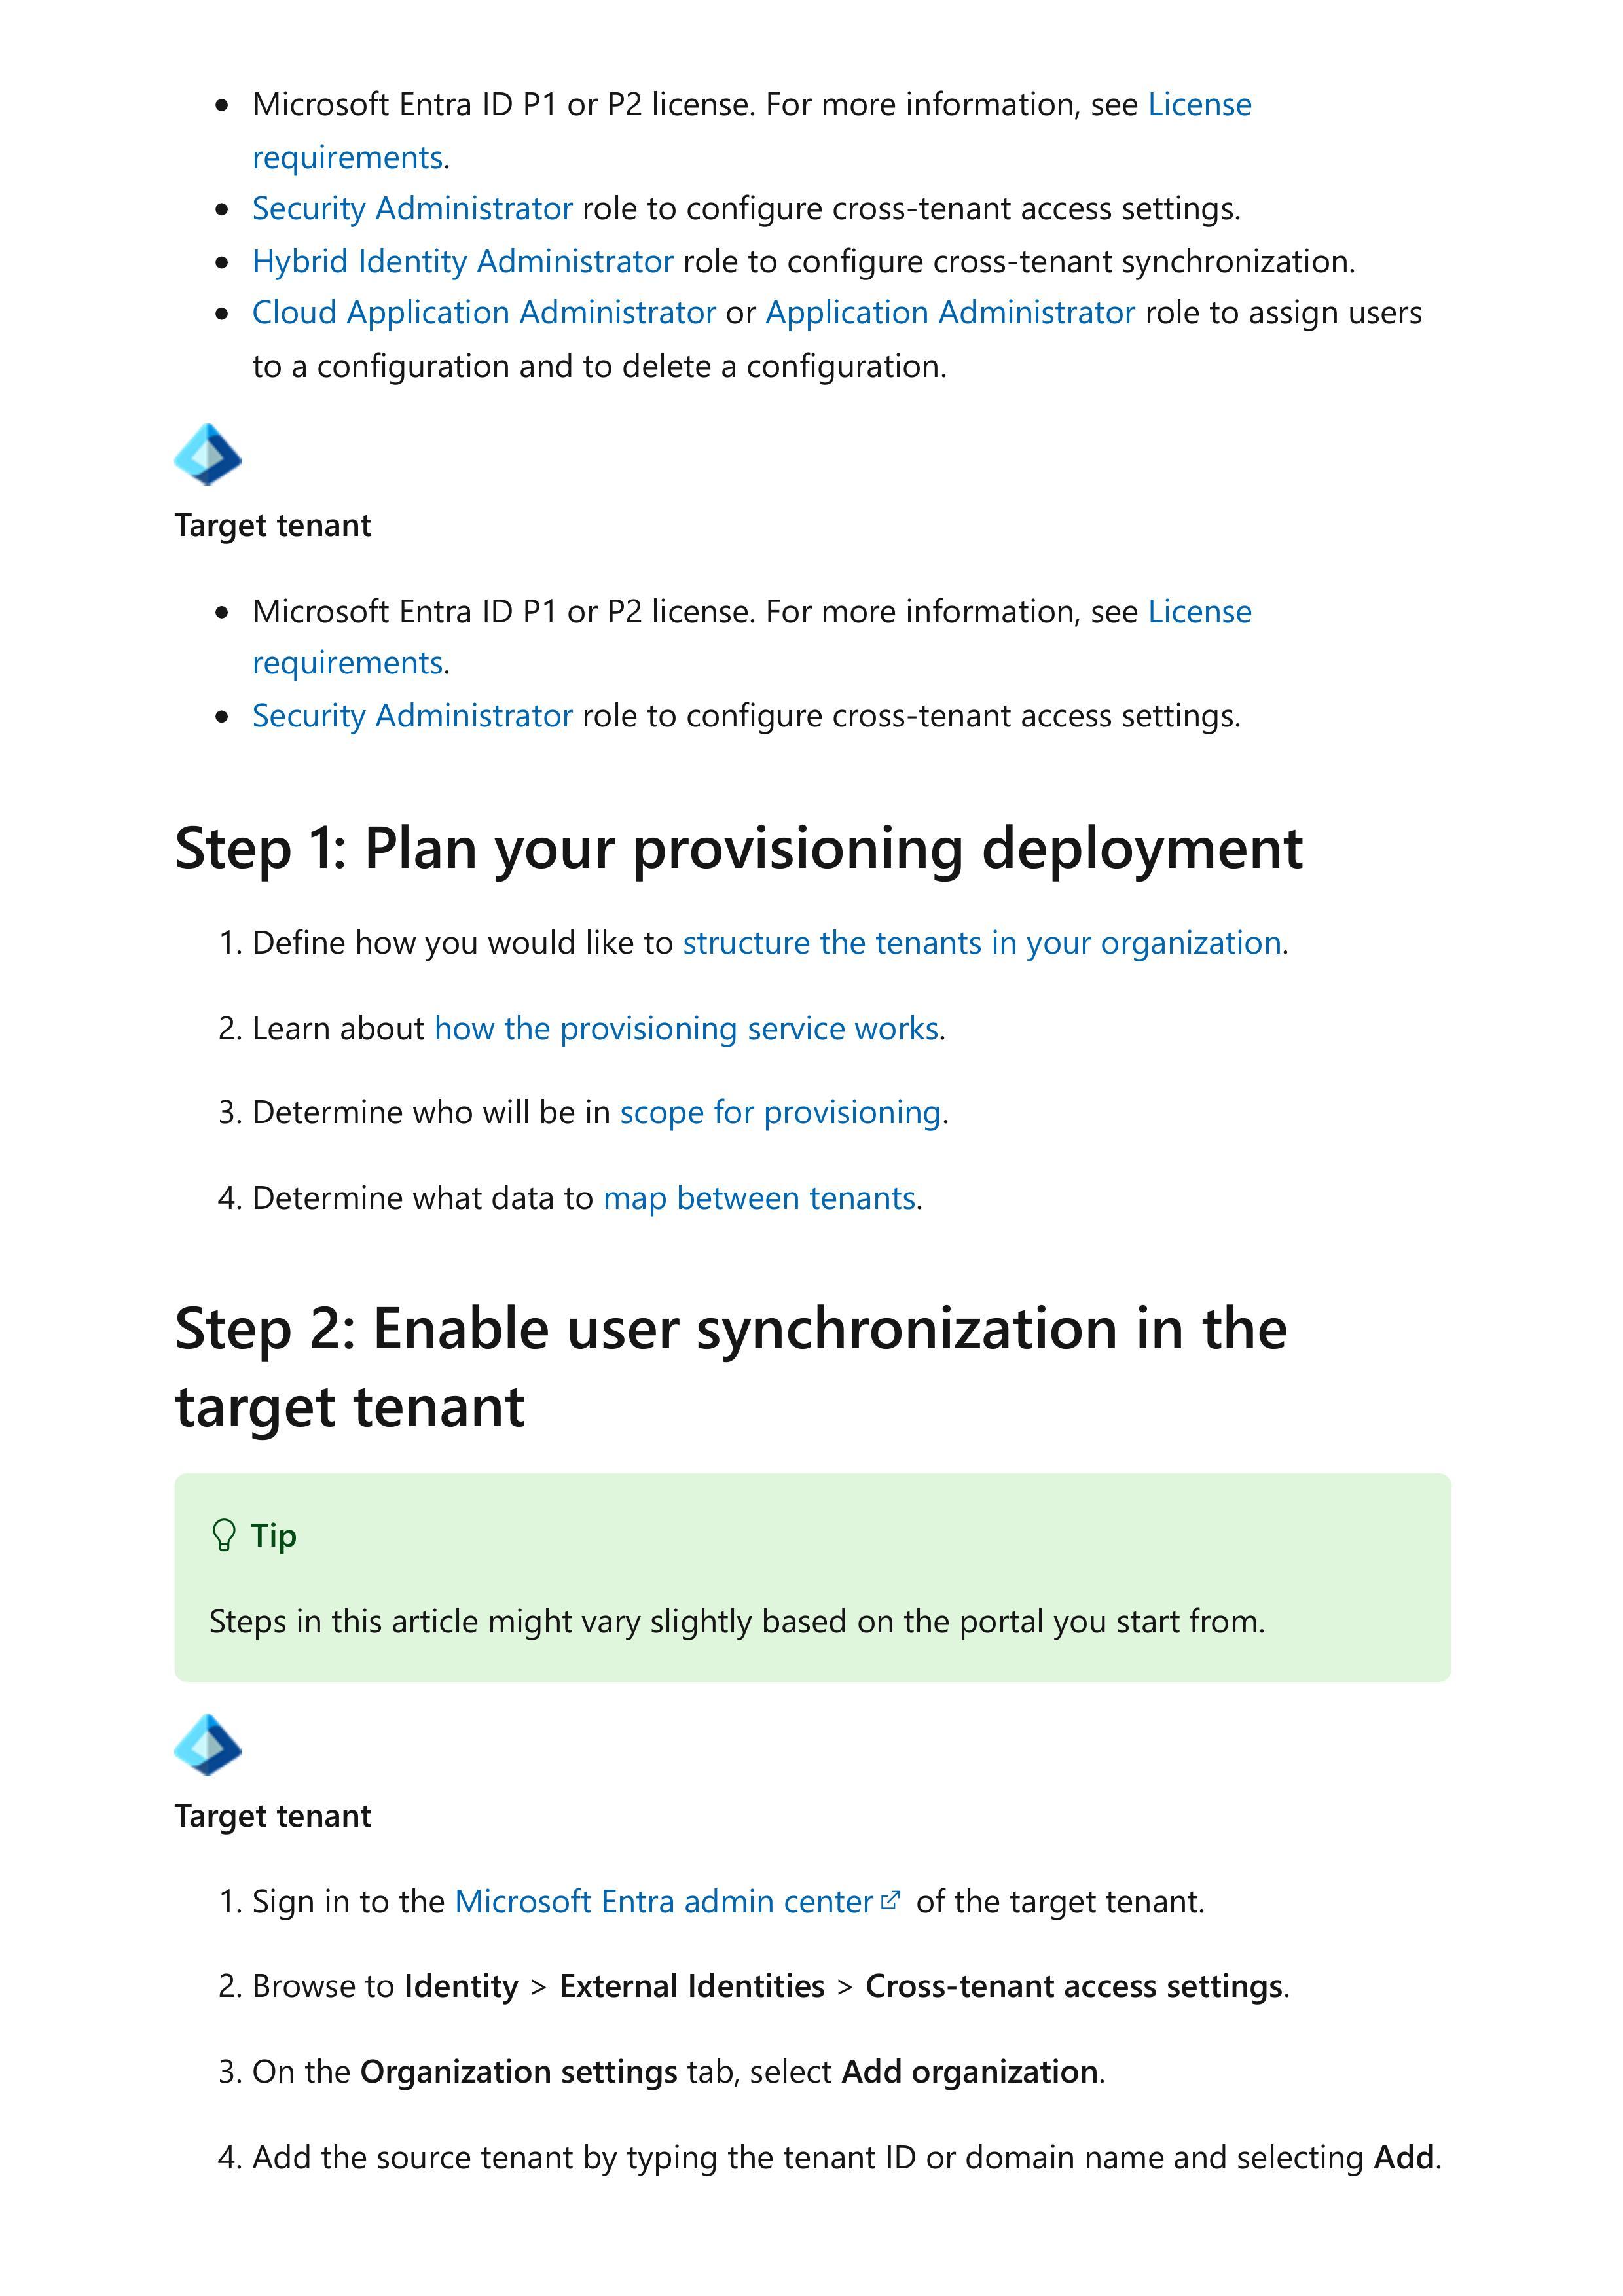 • Microsoft Entra ID P1 or P2 license. For more information, see License
requirements.
• Security Administrator role to configure cross-tenant access settings.
• Hybrid Identity Administrator role to configure cross-tenant synchronization.
• Cloud Application Administrator or Application Administrator role to assign users
to a configuration and to delete a configuration.
Target tenant
• Microsoft Entra ID P1 or P2 license. For more information, see License
requirements.
• Security Administrator role to configure cross-tenant access settings.
Step 1: Plan your provisioning deployment
1. Define how you would like to structure the tenants in your organization.
2. Learn about how the provisioning service works.
3. Determine who will be in scope for provisioning.
4. Determine what data to map between tenants.
Step 2: Enable user synchronization in the
target tenant
Tip
Steps in this article might vary slightly based on the portal you start from.
Target tenant
1. Sign in to the Microsoft Entra admin center of the target tenant.
2. Browse to Identity > External Identities > Cross-tenant access settings.
3. On the Organization settings tab, select Add organization.
4. Add the source tenant by typing the tenant ID or domain name and selecting Add.